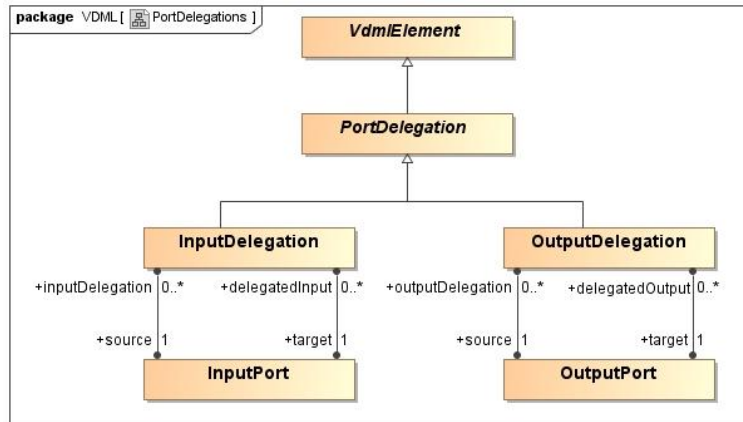 package VDML [ PortDelegations ]
VdmlElement
PortDelegation
InputDelegation
OutputDelegation
+inputDelegation 0..* +delegatedInput 0..*
+outputDelegation 0..* +delegatedOutput 0..*
+source 1 +target 1
+source 1 +target 1
InputPort
OutputPort